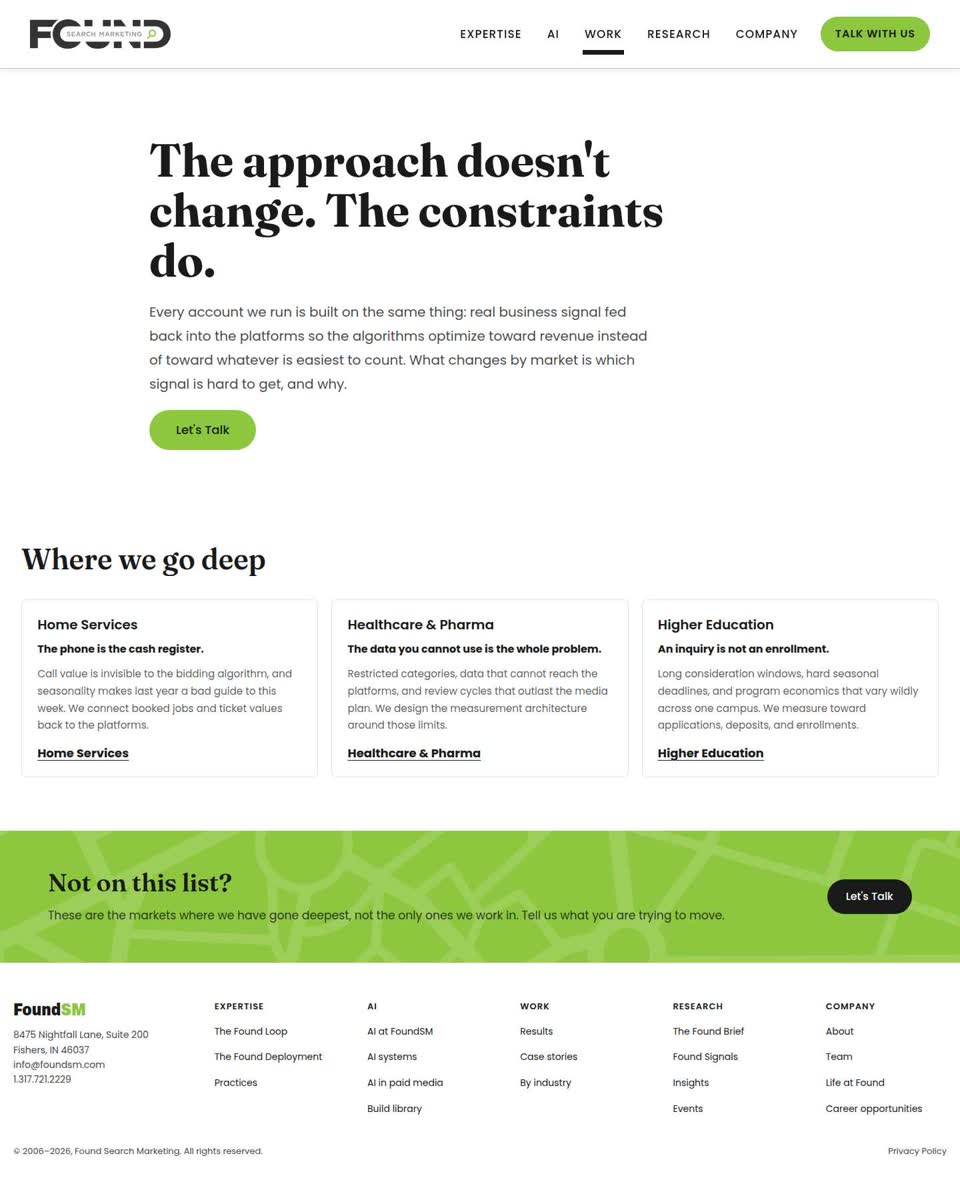 FOUND
SEARCH MARKETING
EXPERTISE
AI
WORK
RESEARCH
COMPANY
TALK WITH US
The approach doesn't
change. The constraints
do.
Every account we run is built on the same thing: real business signal fed
back into the platforms so the algorithms optimize toward revenue instead
of toward whatever is easiest to count. What changes by market is which
signal is hard to get, and why.
Let's Talk
Where we go deep
Home Services
The phone is the cash register.
Call value is invisible to the bidding algorithm, and
seasonality makes last year a bad guide to this
week. We connect booked jobs and ticket values
back to the platforms.
Home Services
Healthcare & Pharma
The data you cannot use is the whole problem.
Restricted categories, data that cannot reach the
platforms, and review cycles that outlast the media
plan. We design the measurement architecture
around those limits.
Healthcare & Pharma
Higher Education
An inquiry is not an enrollment.
Long consideration windows, hard seasonal
deadlines, and program economics that vary wildly
across one campus. We measure toward
applications, deposits, and enrollments.
Higher Education
Not on this list?
These are the markets where we have gone deepest, not the only ones we work in. Tell us what you are trying to move.
Let's Talk
FoundSM
8475 Nightfall Lane, Suite 200
Fishers, IN 46037
info@foundsm.com
1.317.721.2229
EXPERTISE
The Found Loop
The Found Deployment
Practices
AI
AI at FoundSM
AI systems
AI in paid media
Build library
WORK
Results
Case stories
By industry
RESEARCH
The Found Brief
Found Signals
Insights
Events
COMPANY
About
Team
Life at Found
Career opportunities
© 2006–2026, Found Search Marketing. All rights reserved.
Privacy Policy